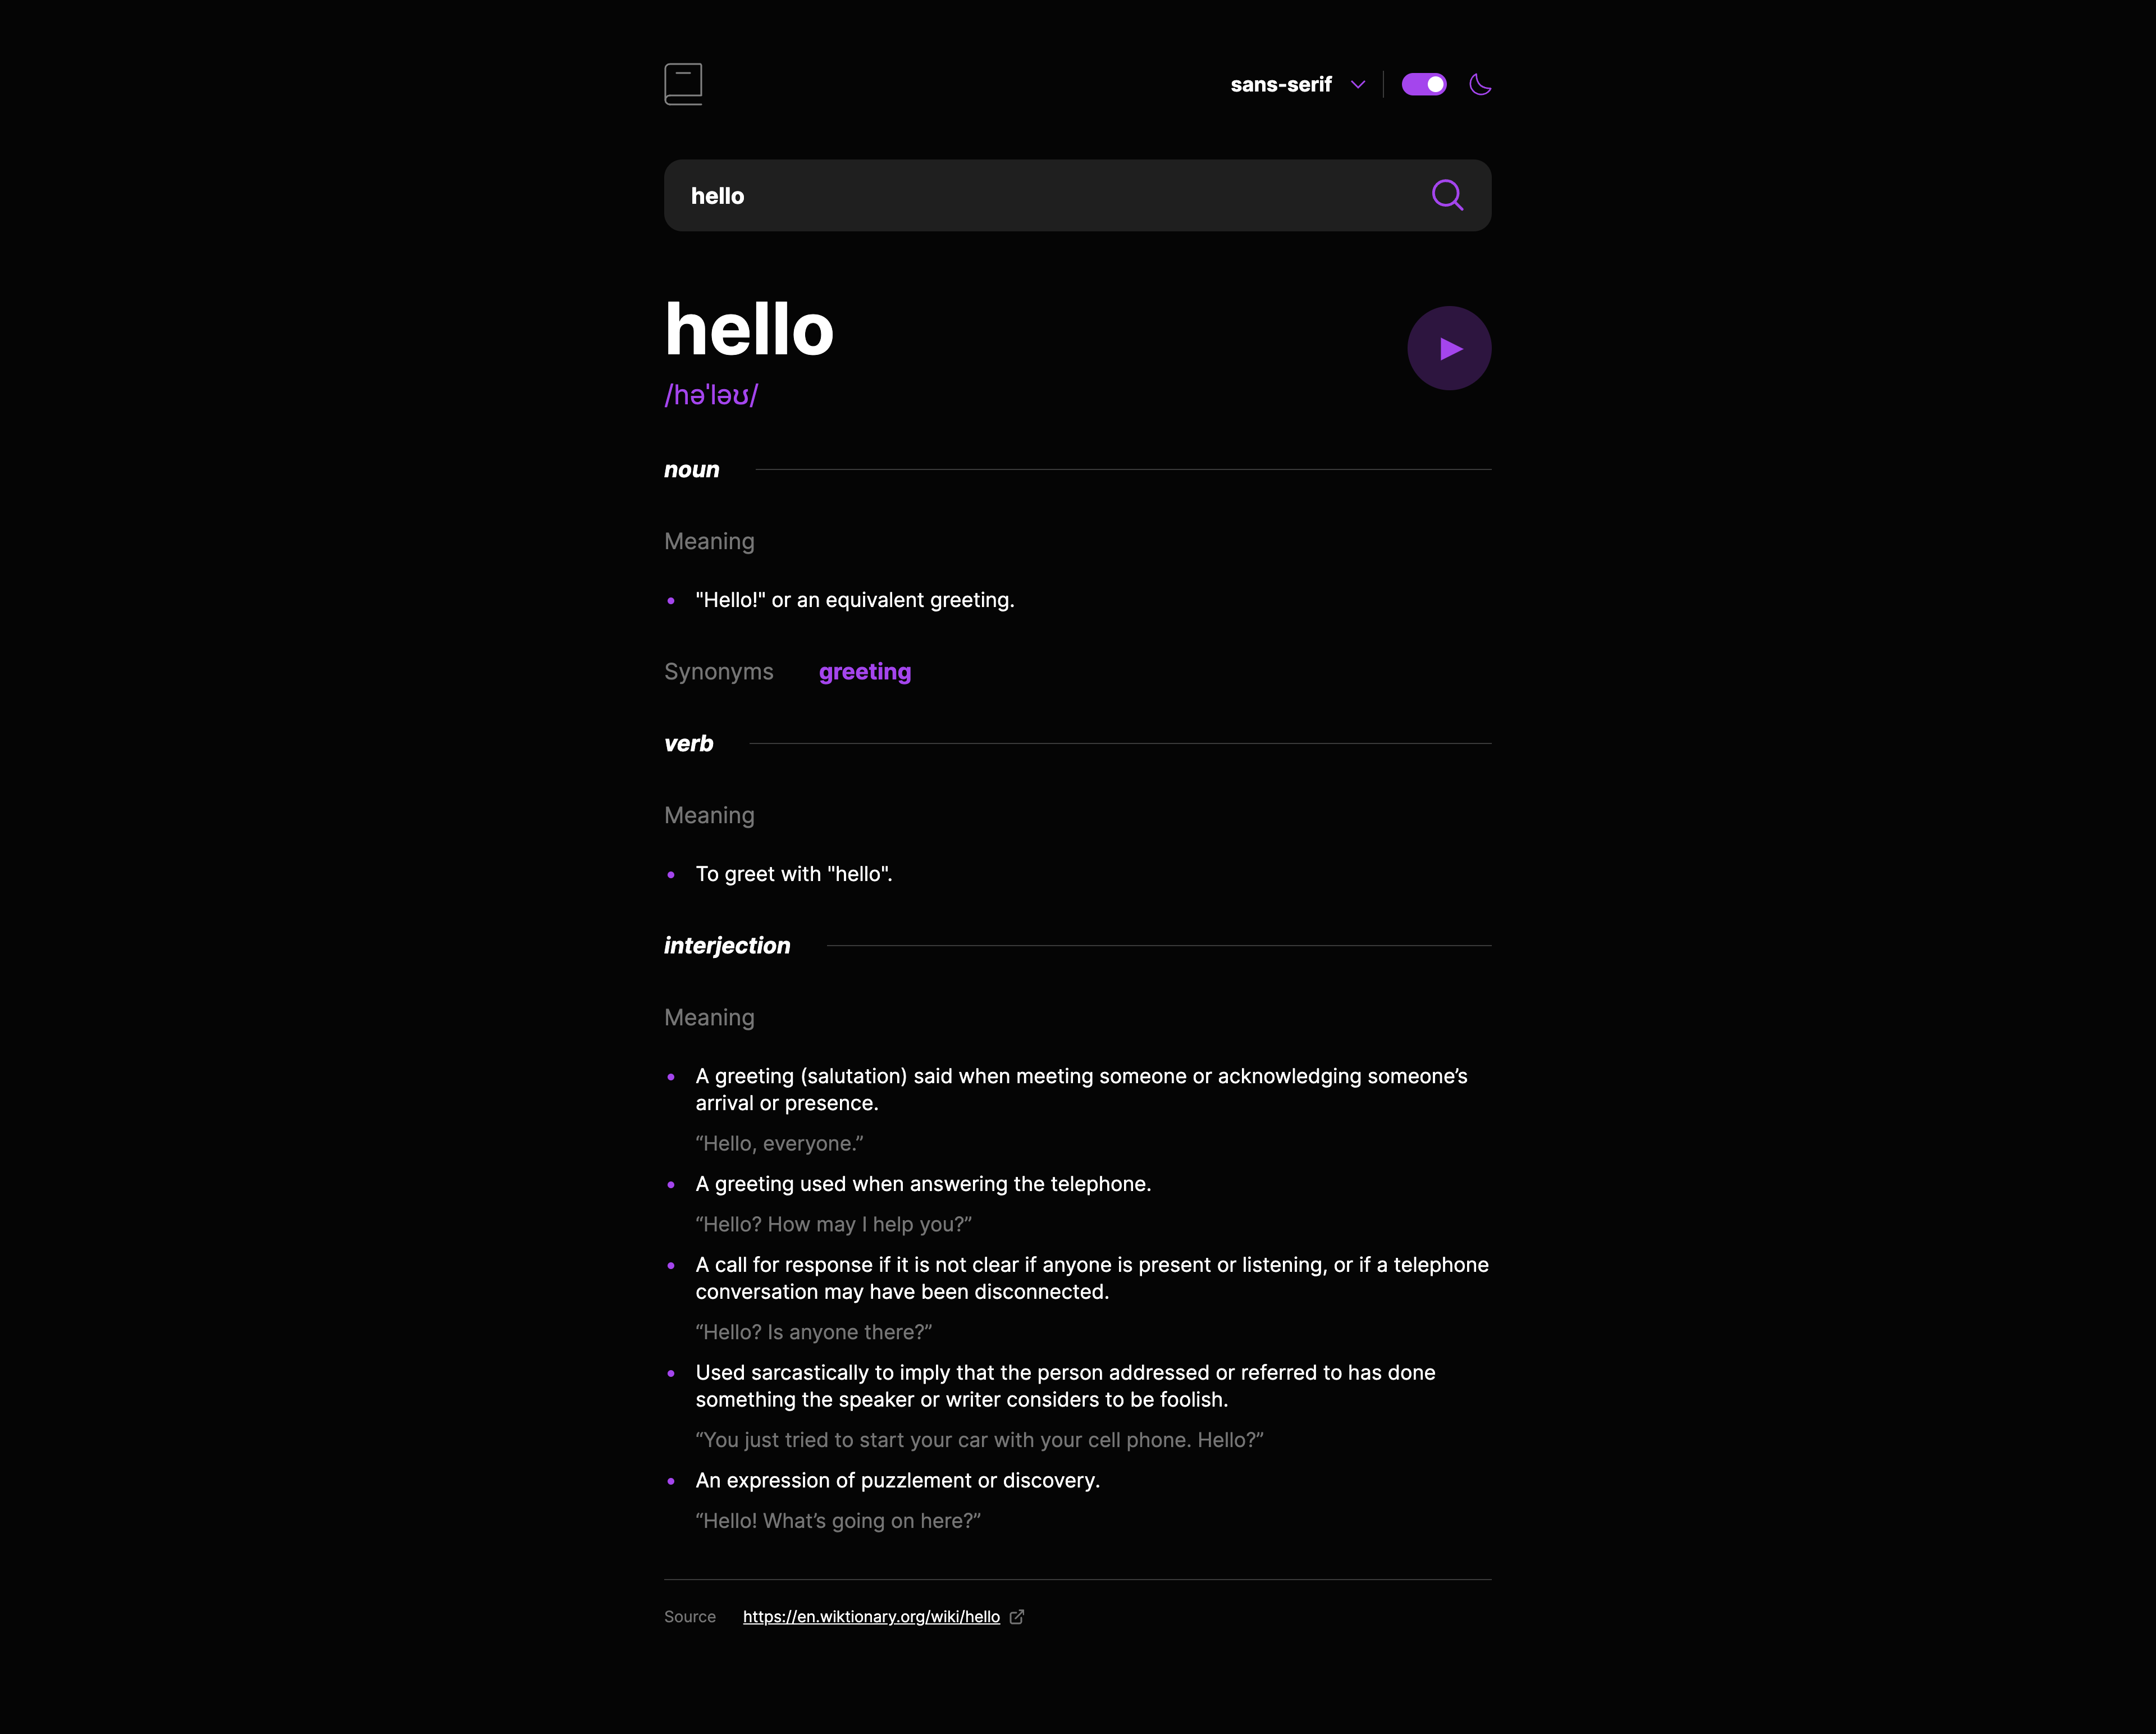 sans-serif
hello
hello
/həˈləʊ/
noun
Meaning
"Hello!" or an equivalent greeting.
Synonyms greeting
verb
Meaning
To greet with "hello".
interjection
Meaning
A greeting (salutation) said when meeting someone or acknowledging someone’s
arrival or presence.
“Hello, everyone.”
A greeting used when answering the telephone.
“Hello? How may I help you?”
A call for response if it is not clear if anyone is present or listening, or if a telephone
conversation may have been disconnected.
“Hello? Is anyone there?”
Used sarcastically to imply that the person addressed or referred to has done
something the speaker or writer considers to be foolish.
“You just tried to start your car with your cell phone. Hello?”
An expression of puzzlement or discovery.
“Hello! What’s going on here?”
Source https://en.wiktionary.org/wiki/hello